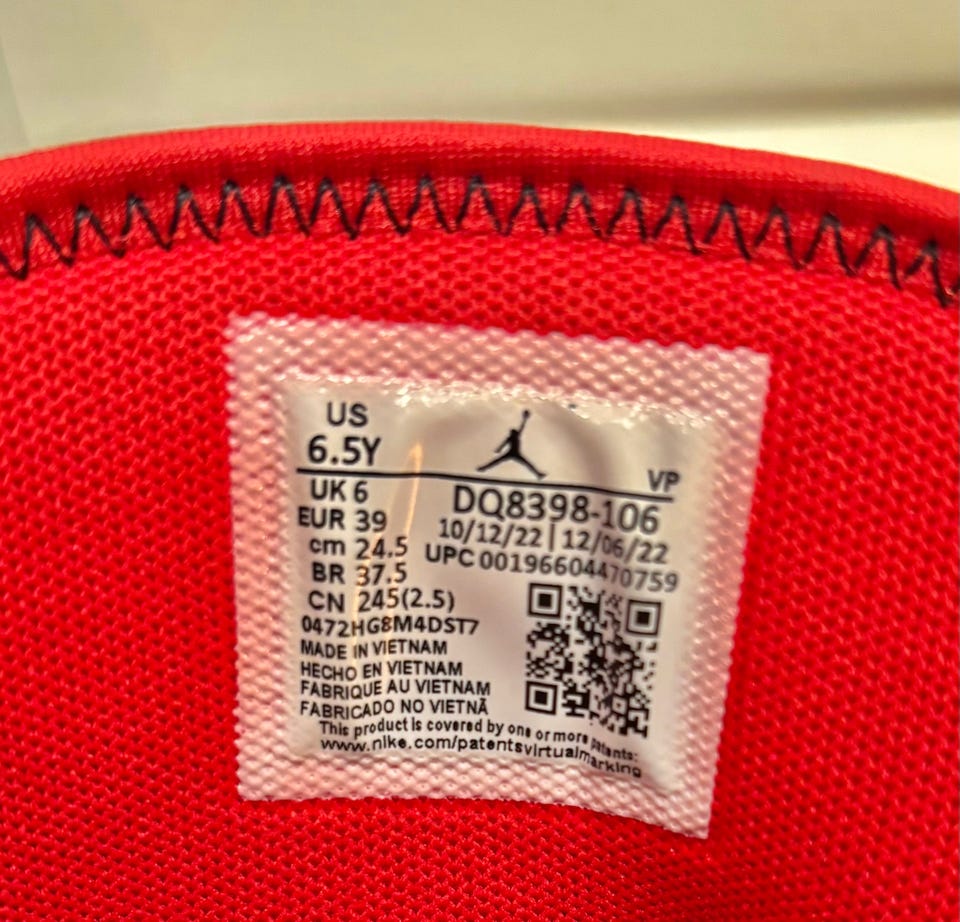 US
6.5Y
VP
UK 6
EUR 39
cm 24.5
BR 37.5
CN 245(2.5)
DQ8398-106
10/12/22 | 12/06/22
UPC 00196604470759
0472HG8M4DST7
MADE IN VIETNAM
HECHO EN VIETNAM
FABRIQUE AU VIETNAM
FABRICADO NO VIETNÃ
This product is covered by one or more patents:
www.nike.com/patentsvirtualmarking